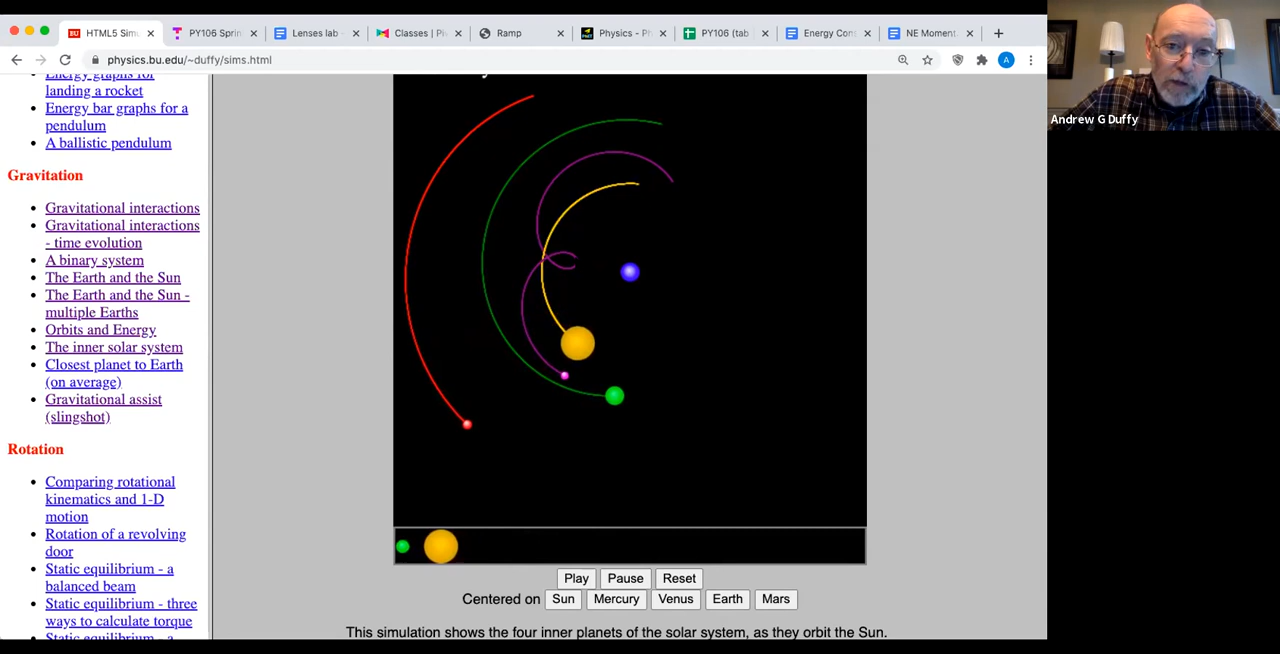 HTML5 Sim
PY106 Sprin
Lenses lab -
Classes | Pi
Ramp
Physics - Ph
PY106 (tab
Energy Con
NE Moment
physics.bu.edu/~duffy/sims.html
A
Andrew G Duffy
Energy graphs for
landing a rocket
Energy bar graphs for a
pendulum
A ballistic pendulum
Gravitation
Gravitational interactions
Gravitational interactions
- time evolution
A binary system
The Earth and the Sun
The Earth and the Sun -
multiple Earths
Orbits and Energy
The inner solar system
Closest planet to Earth
(on average)
Gravitational assist
(slingshot)
Rotation
Comparing rotational
kinematics and 1-D
motion
Rotation of a revolving
door
Static equilibrium - a
balanced beam
Static equilibrium - three
ways to calculate torque
Static equilibrium - a
Play Pause Reset
Centered on Sun Mercury Venus Earth Mars
This simulation shows the four inner planets of the solar system, as they orbit the Sun.